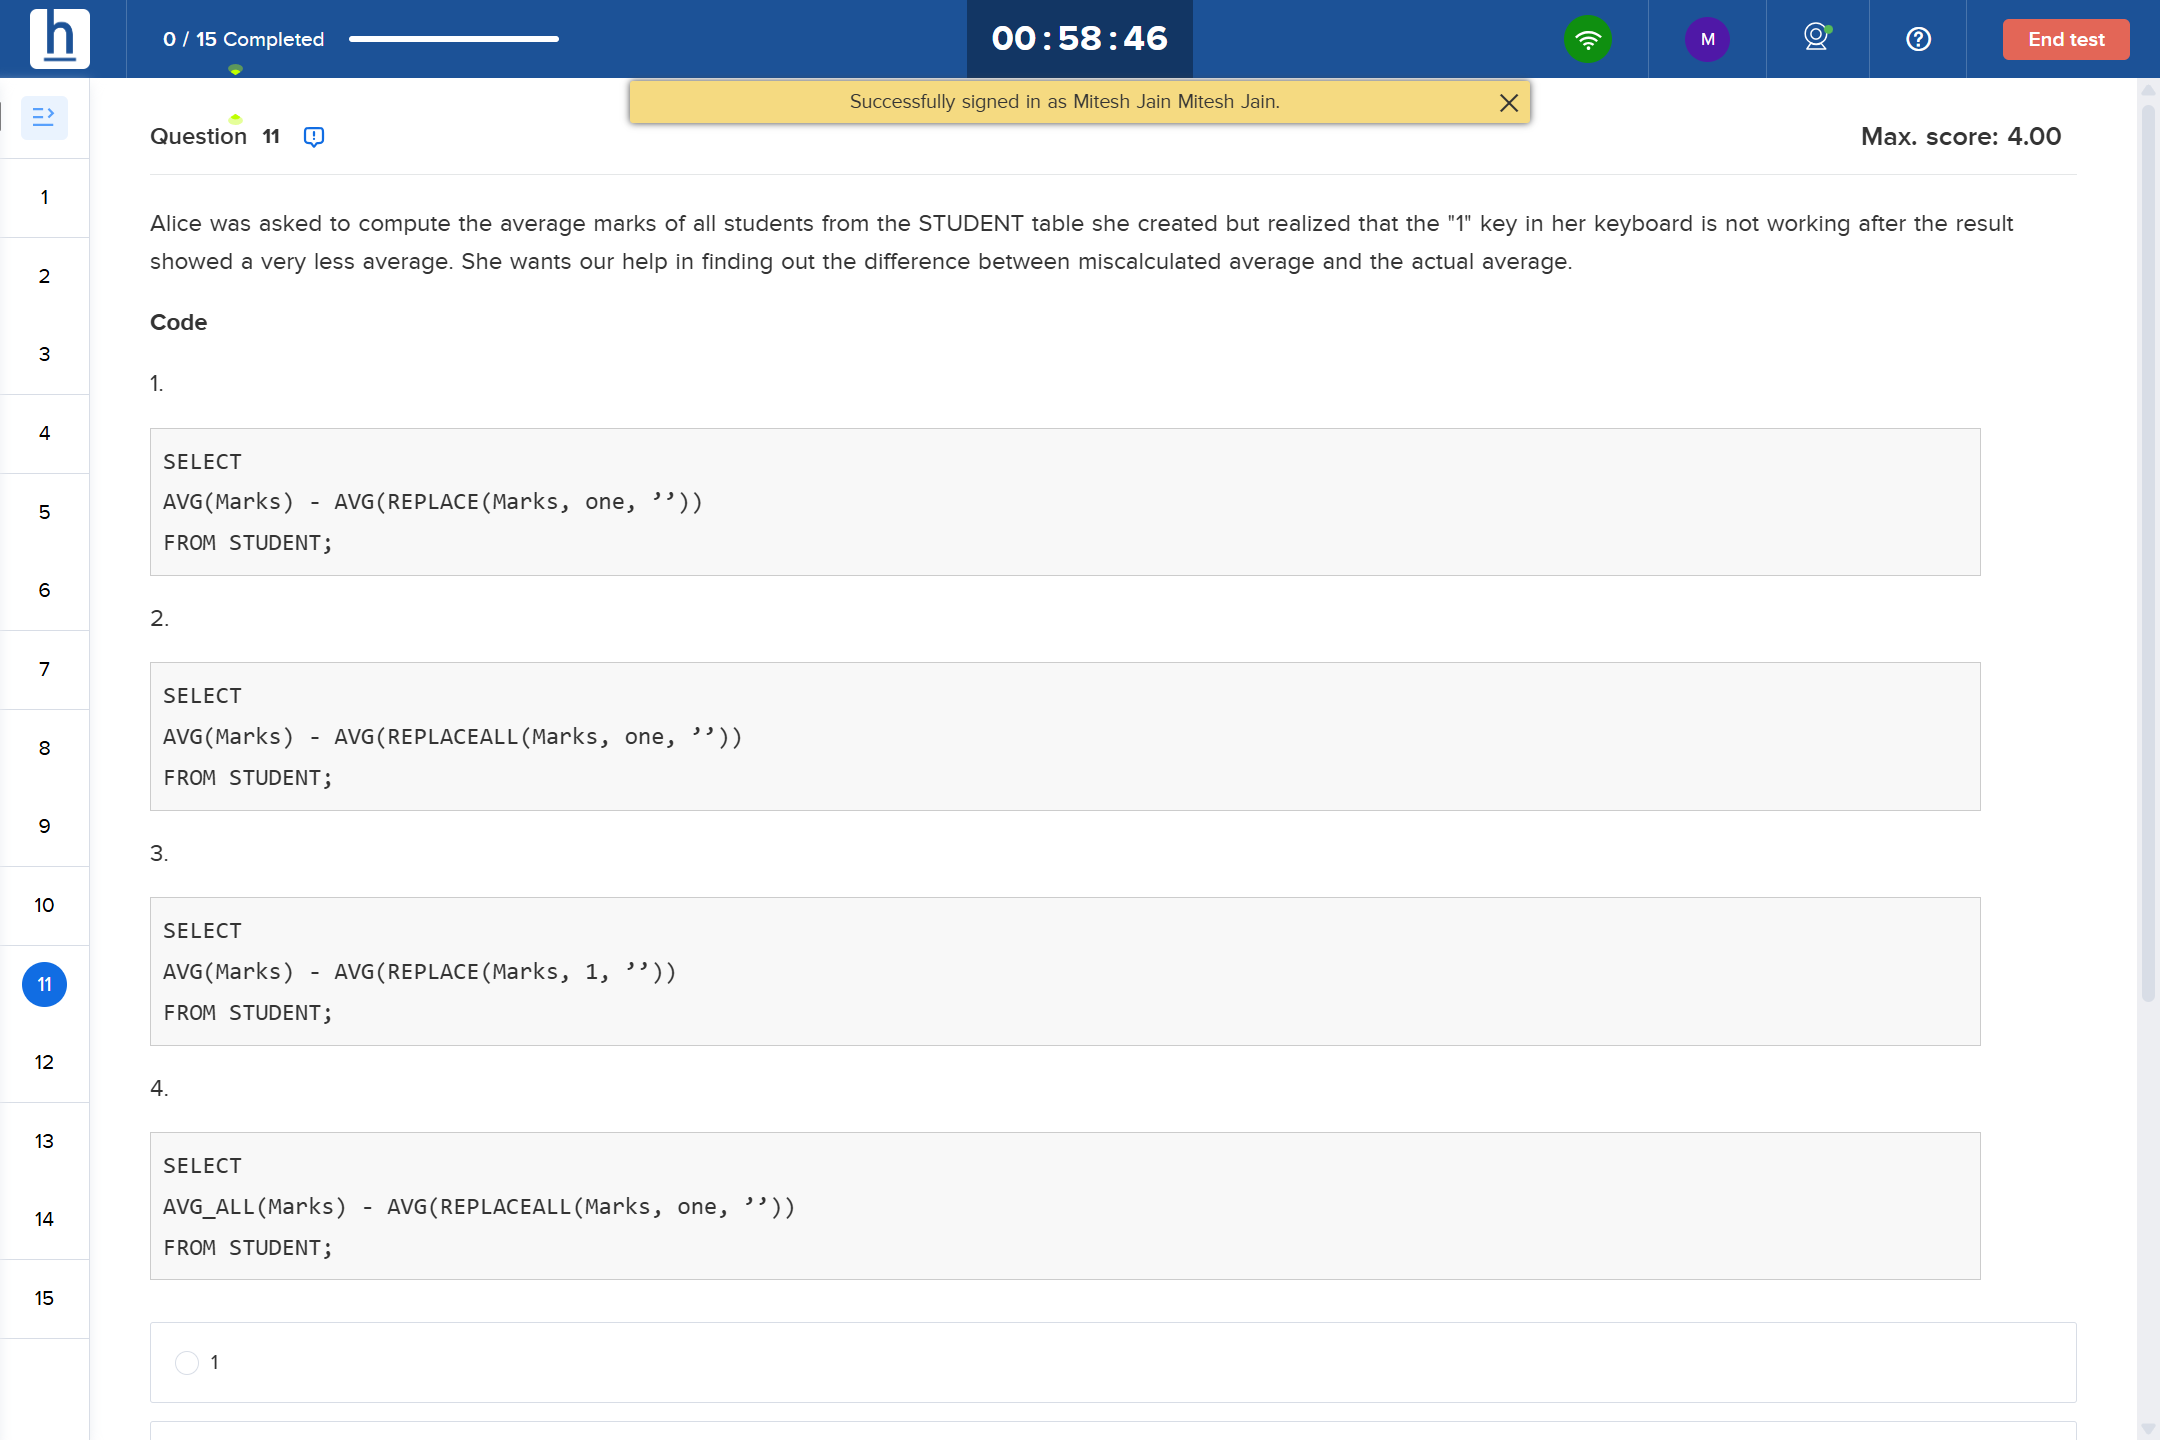 h
0 / 15 Completed
00:58:46
M
End test
Successfully signed in as Mitesh Jain Mitesh Jain.
Question 11
Max. score: 4.00
1
2
3
4
5
6
7
8
9
10
11
12
13
14
15
Alice was asked to compute the average marks of all students from the STUDENT table she created but realized that the "1" key in her keyboard is not working after the result
showed a very less average. She wants our help in finding out the difference between miscalculated average and the actual average.
Code
1.
SELECT
AVG(Marks) - AVG(REPLACE(Marks, one, ’’))
FROM STUDENT;
2.
SELECT
AVG(Marks) - AVG(REPLACEALL(Marks, one, ’’))
FROM STUDENT;
3.
SELECT
AVG(Marks) - AVG(REPLACE(Marks, 1, ’’))
FROM STUDENT;
4.
SELECT
AVG_ALL(Marks) - AVG(REPLACEALL(Marks, one, ’’))
FROM STUDENT;
1